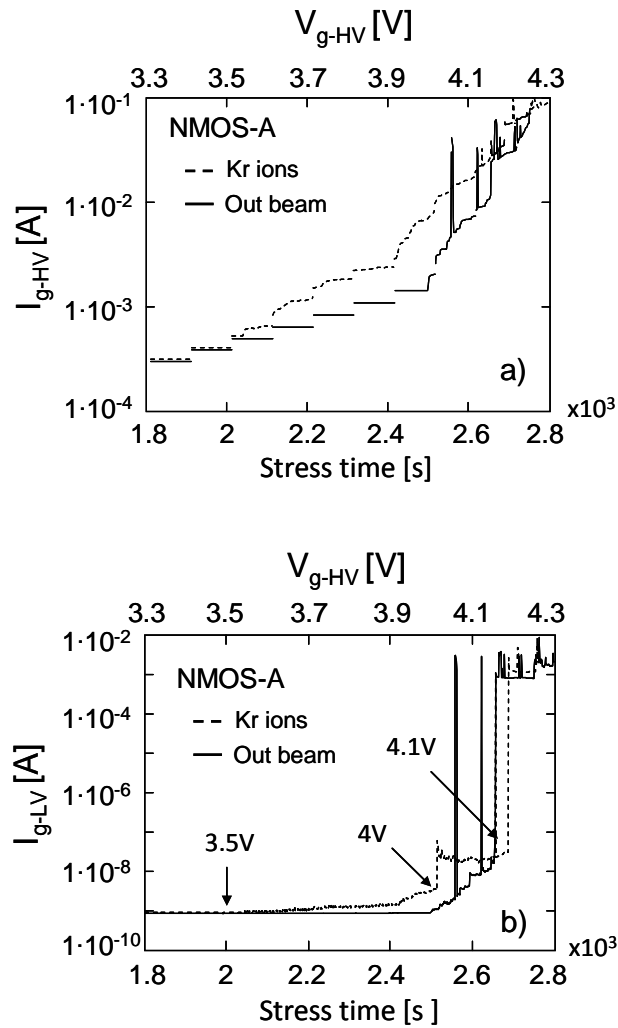 V_g-HV [V]
3.3 3.5 3.7 3.9 4.1 4.3
1·10^-1
NMOS-A
Kr ions
Out beam
1·10^-2
I_g-HV [A]
1·10^-3
a)
1·10^-4
x10^3
1.8 2 2.2 2.4 2.6 2.8
Stress time [s]
V_g-HV [V]
3.3 3.5 3.7 3.9 4.1 4.3
1·10^-2
NMOS-A
Kr ions
1·10^-4
Out beam
4.1V
I_g-LV [A]
1·10^-6
3.5V
4V
1·10^-8
b)
1·10^-10
x10^3
1.8 2 2.2 2.4 2.6 2.8
Stress time [s ]